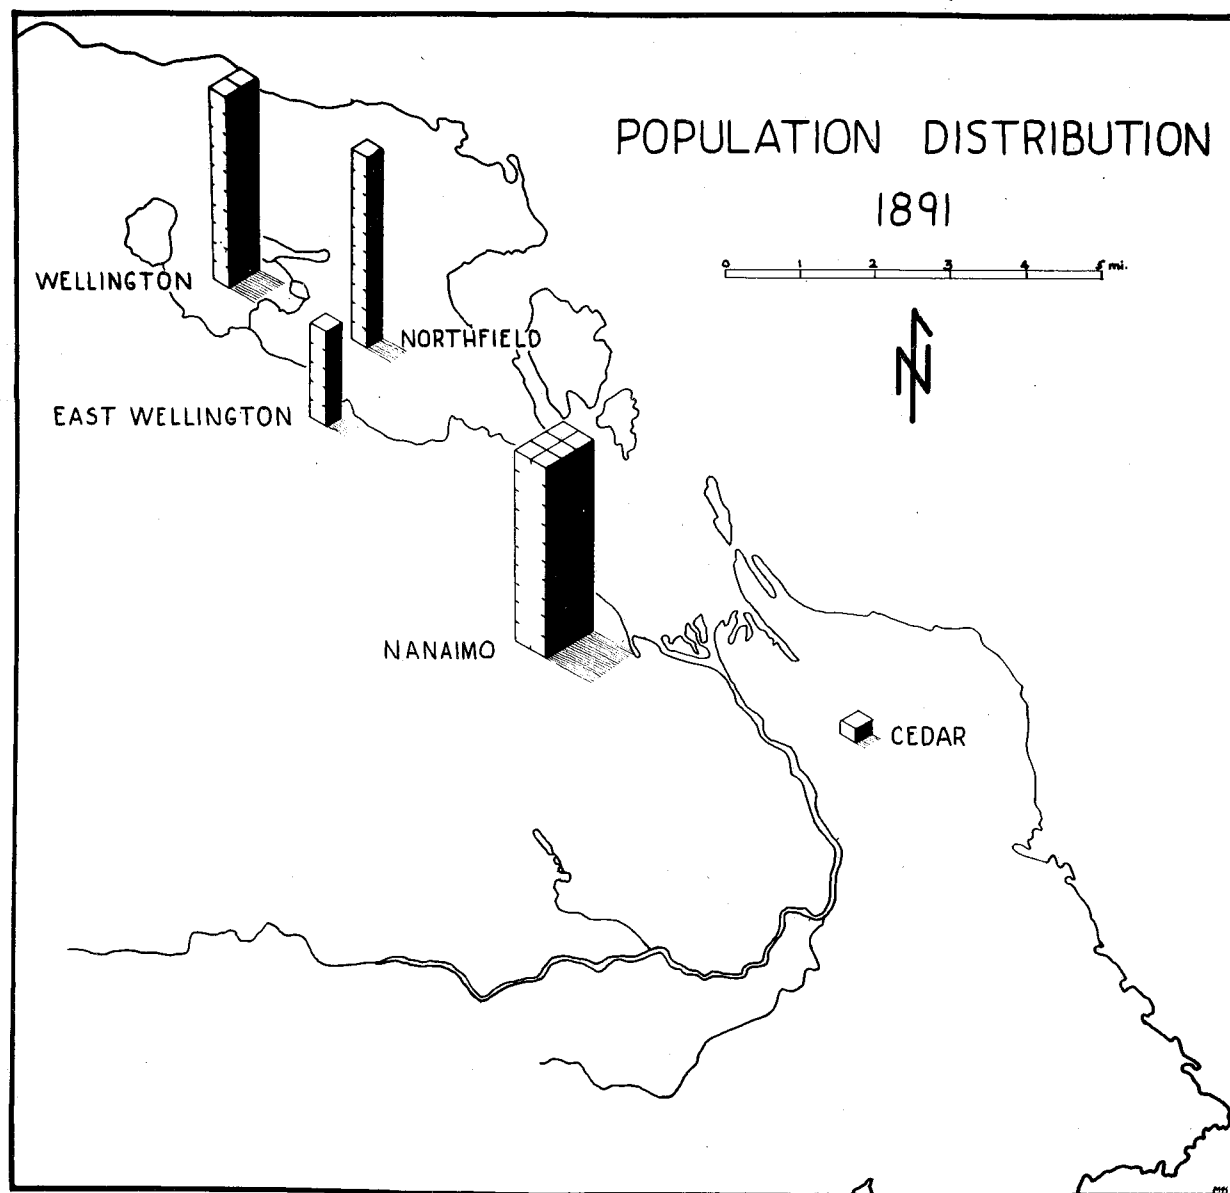 POPULATION DISTRIBUTION
1891
0 1 2 3 4 5 mi.
N
WELLINGTON
NORTHFIELD
EAST WELLINGTON
NANAIMO
CEDAR